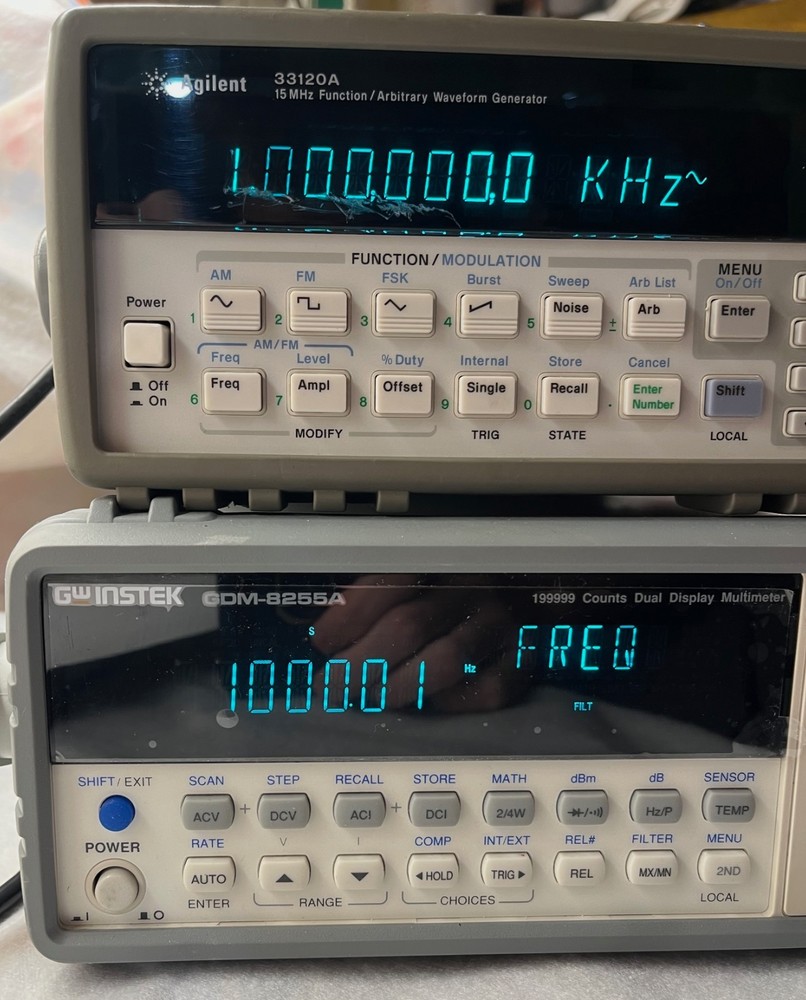 Agilent 33120A
15 MHz Function / Arbitrary Waveform Generator
1.000,000,0 KHz~
FUNCTION / MODULATION
AM FM FSK Burst Sweep Arb List
MENU
On/Off
Power
1 2 3 4 5 Noise ± Arb Enter
AM/FM
Freq Level %Duty Internal Store Cancel
Off
On
6 Freq 7 Ampl 8 Offset 9 Single 0 Recall . Enter Number Shift
MODIFY TRIG STATE LOCAL
GWINSTEK GDM-8255A 199999 Counts Dual Display Multimeter
S
FREQ
1000.01 Hz
FILT
SHIFT / EXIT SCAN STEP RECALL STORE MATH dBm dB SENSOR
ACV + DCV ACI + DCI 2/4W Hz/P TEMP
POWER RATE V I COMP INT/EXT REL# FILTER MENU
AUTO HOLD TRIG REL MX/MN 2ND
I O ENTER RANGE CHOICES LOCAL